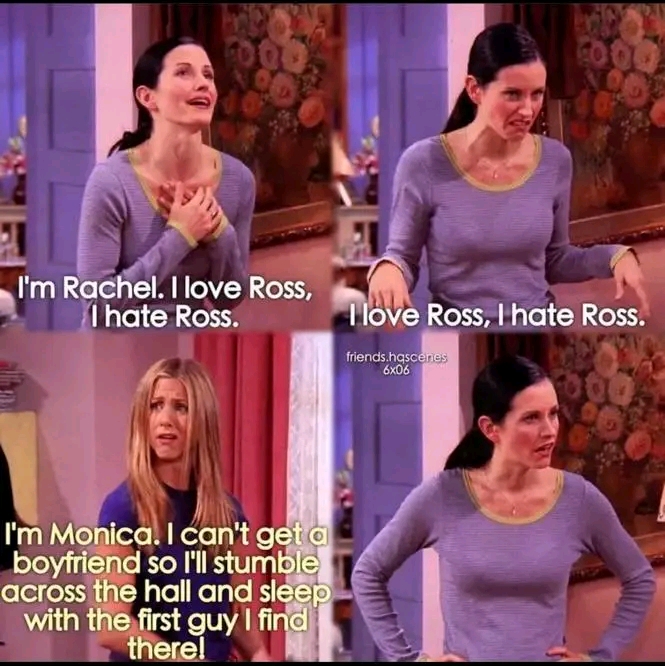 I'm Rachel. I love Ross,
I hate Ross.
I love Ross, I hate Ross.
friends.hqscenes
6x06
I'm Monica. I can't get a
boyfriend so I'll stumble
across the hall and sleep
with the first guy I find
there!